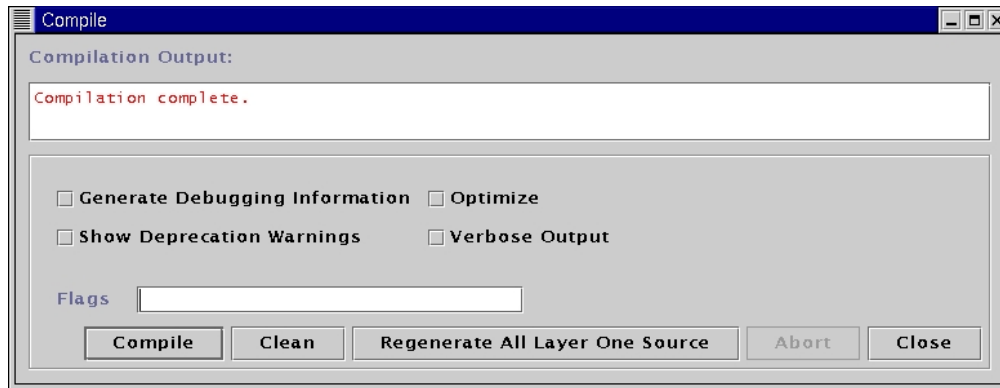 Compile
Compilation Output:
Compilation complete.
Generate Debugging Information Optimize
Show Deprecation Warnings Verbose Output
Flags
Compile Clean Regenerate All Layer One Source Abort Close